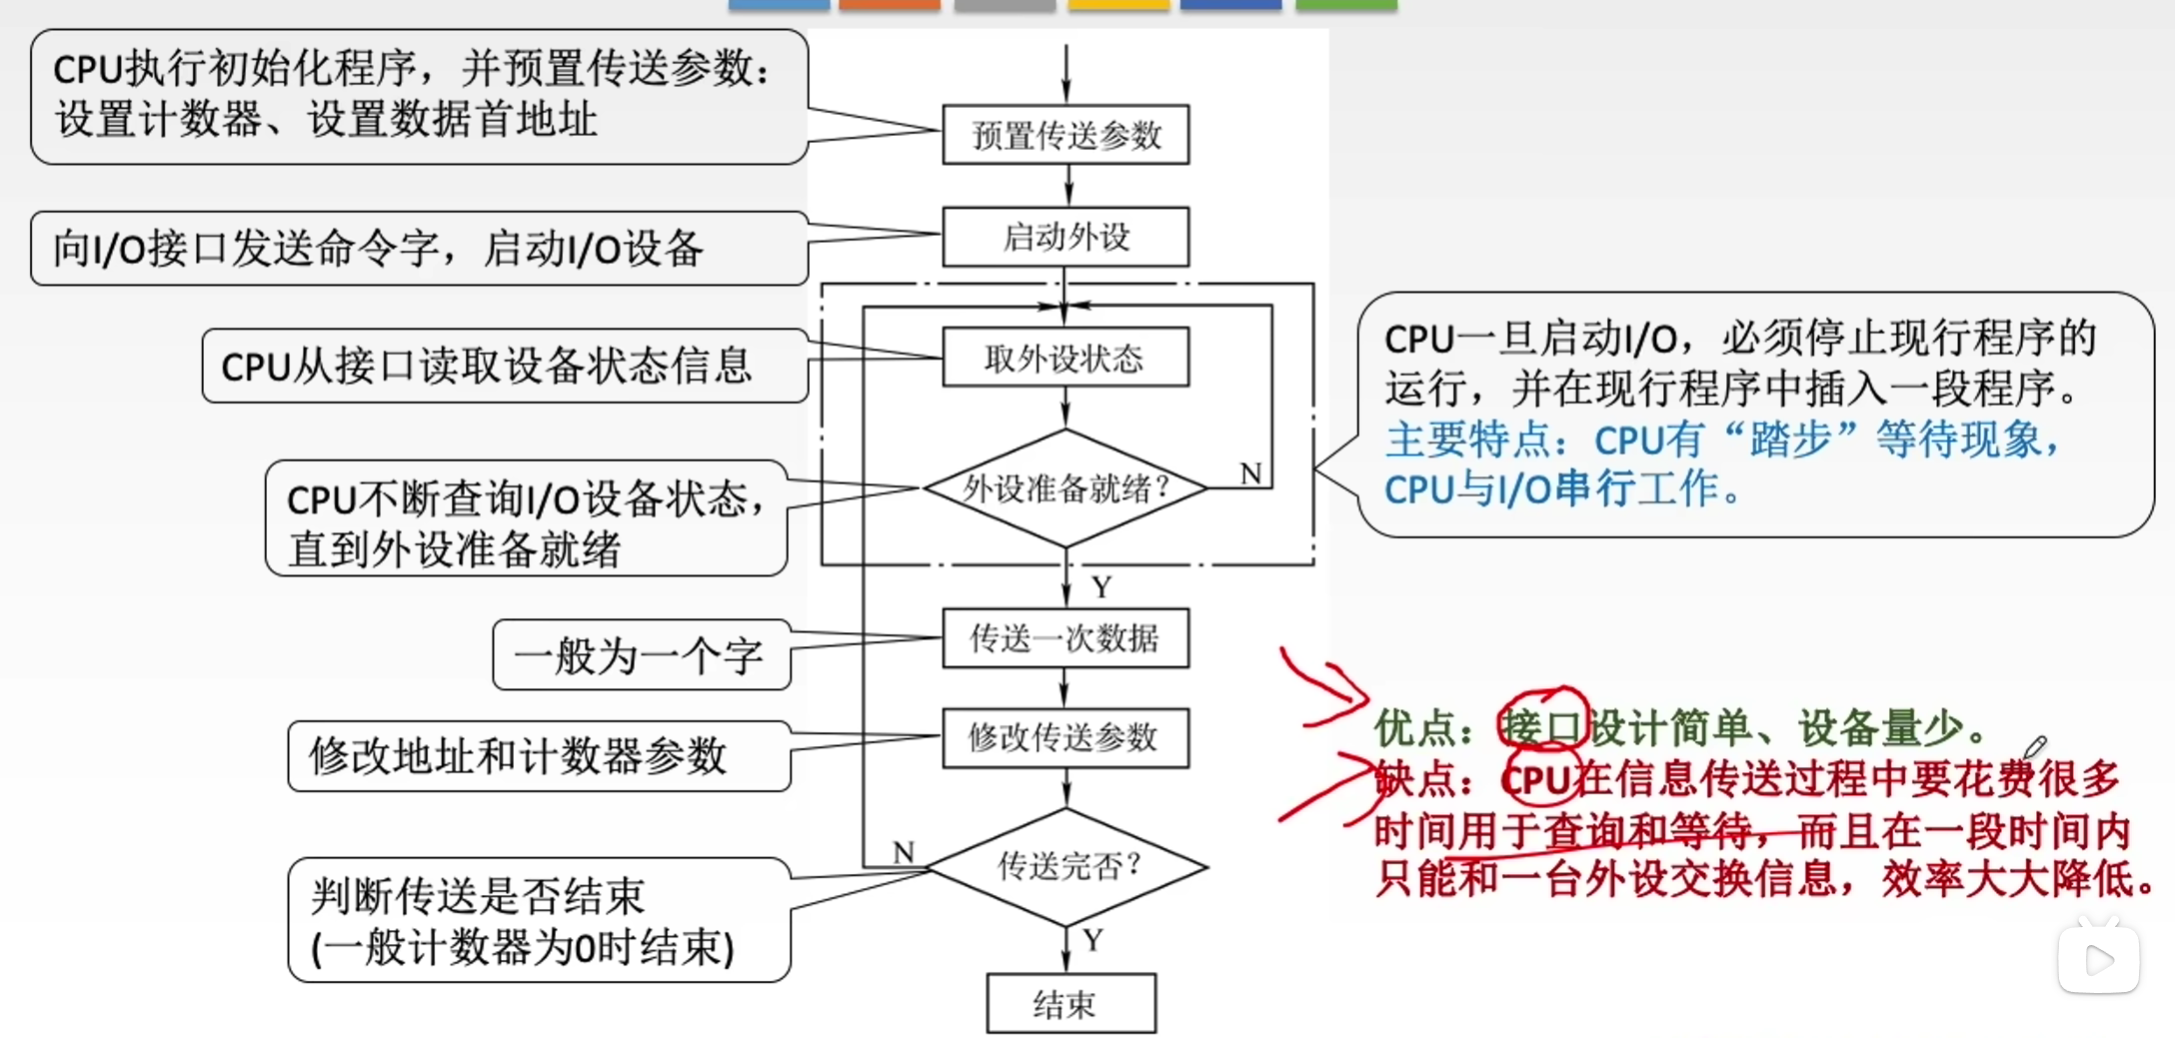 CPU执行初始化程序，并预置传送参数：
设置计数器、设置数据首地址
预置传送参数
向I/O接口发送命令字，启动I/O设备
启动外设
CPU从接口读取设备状态信息
取外设状态
CPU一旦启动I/O，必须停止现行程序的
运行，并在现行程序中插入一段程序。
主要特点：CPU有“踏步”等待现象，
CPU与I/O串行工作。
CPU不断查询I/O设备状态，
直到外设准备就绪
外设准备就绪？
N
Y
一般为一个字
传送一次数据
修改地址和计数器参数
修改传送参数
优点：接口设计简单、设备量少。
缺点：CPU在信息传送过程中要花费很多
时间用于查询和等待，而且在一段时间内
只能和一台外设交换信息，效率大大降低。
判断传送是否结束
(一般计数器为0时结束)
N
传送完否？
Y
结束